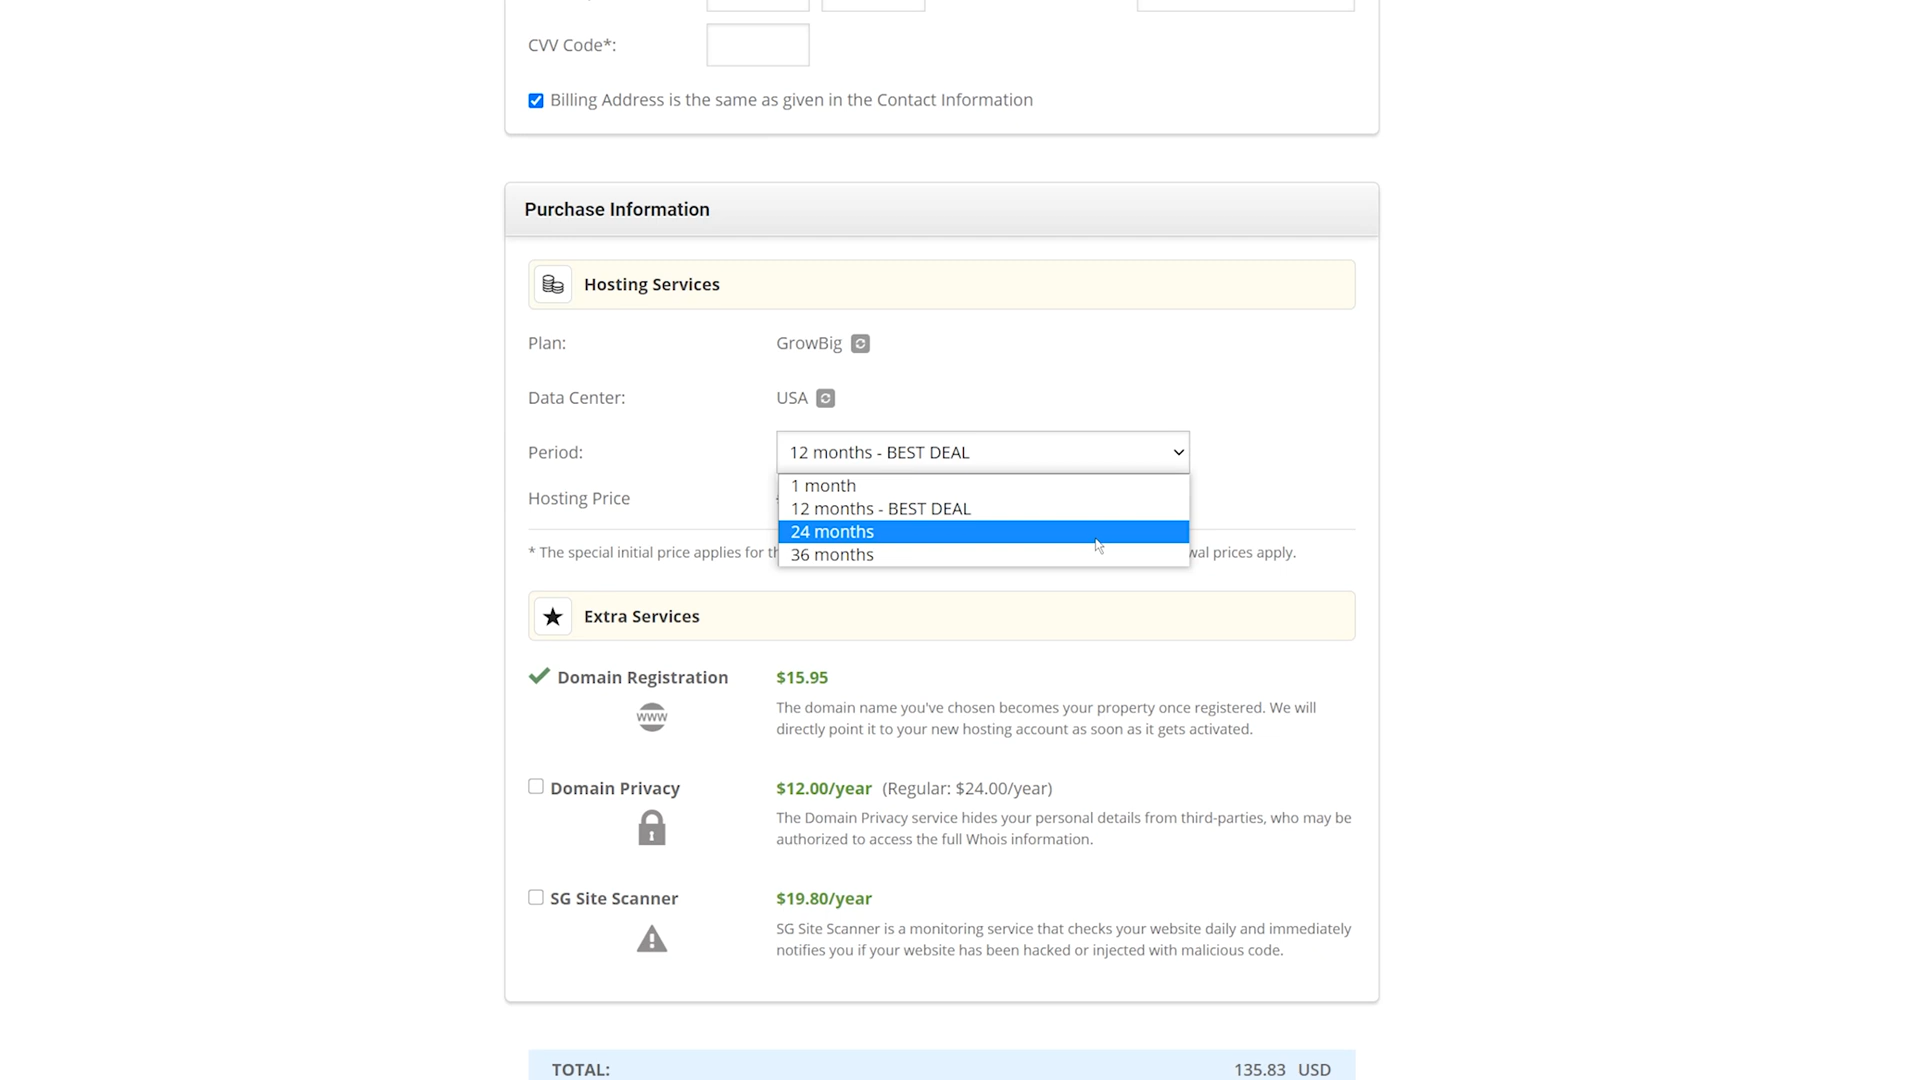 CVV Code*:
Billing Address is the same as given in the Contact Information
Purchase Information
Hosting Services
Plan: GrowBig
Data Center: USA
Period: 12 months - BEST DEAL
1 month
12 months - BEST DEAL
24 months
36 months
Hosting Price
* The special initial price applies for th
wal prices apply.
Extra Services
Domain Registration $15.95
www
The domain name you've chosen becomes your property once registered. We will
directly point it to your new hosting account as soon as it gets activated.
Domain Privacy $12.00/year (Regular: $24.00/year)
The Domain Privacy service hides your personal details from third-parties, who may be
authorized to access the full Whois information.
SG Site Scanner $19.80/year
SG Site Scanner is a monitoring service that checks your website daily and immediately
notifies you if your website has been hacked or injected with malicious code.
TOTAL: 135.83 USD